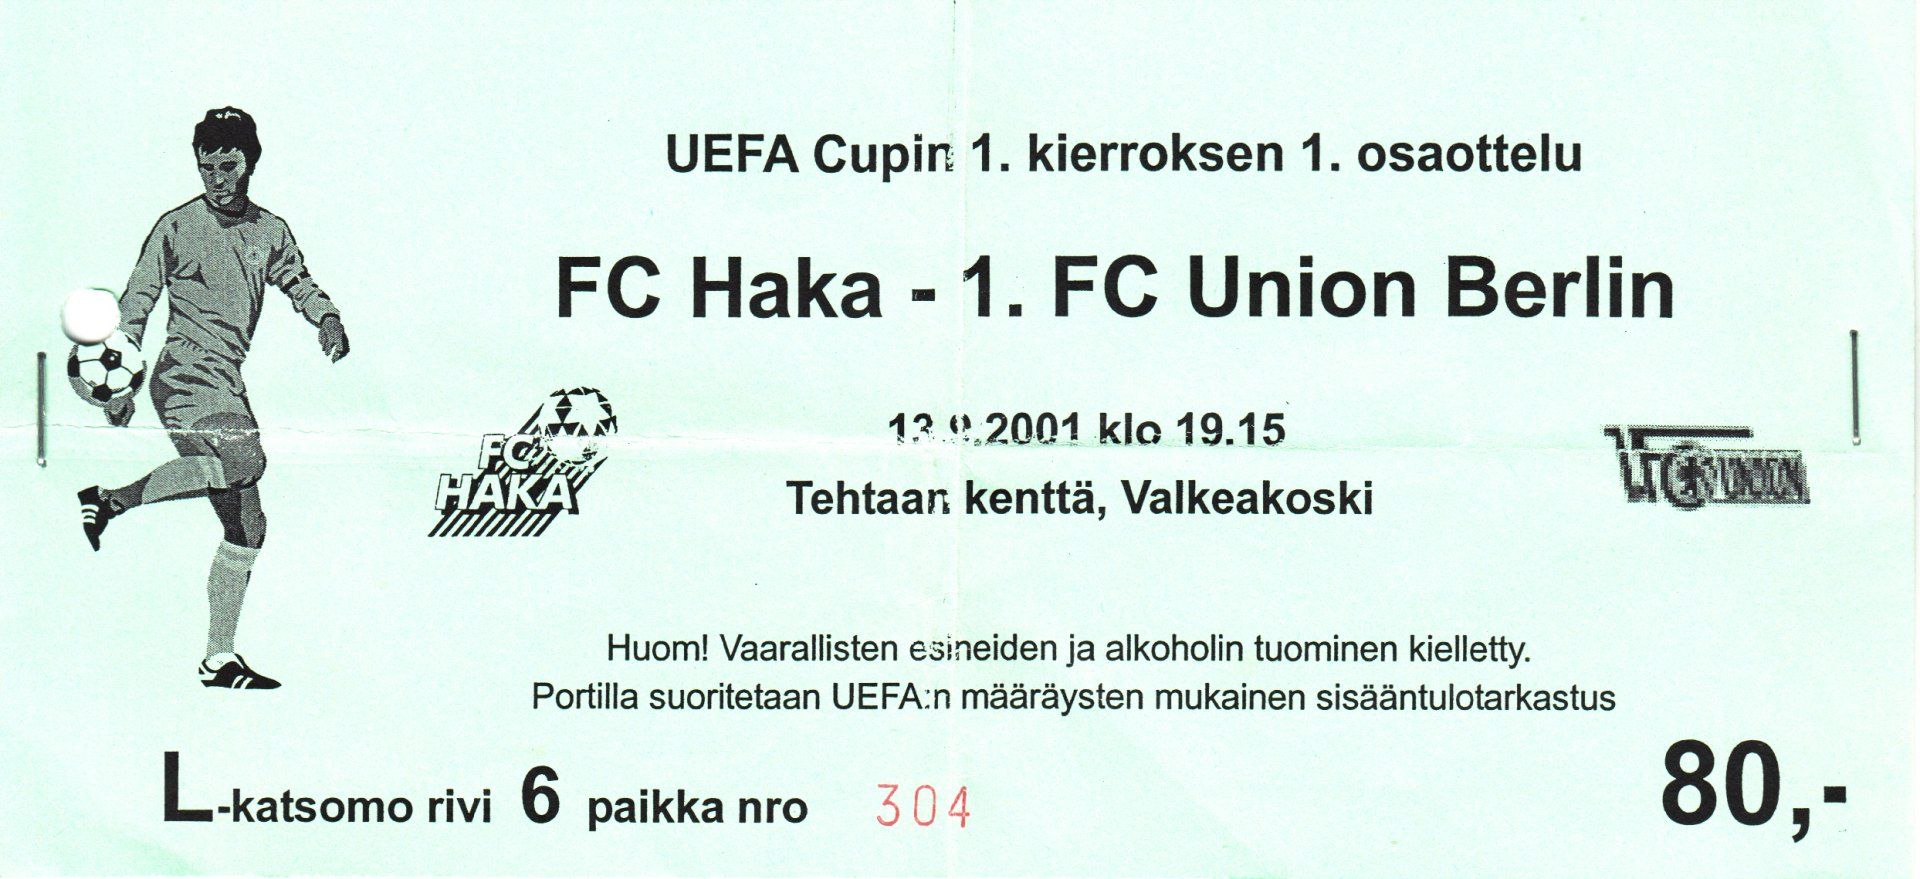 UEFA Cupin 1. kierroksen 1. osaottelu
FC Haka - 1. FC Union Berlin
13.9.2001 klo 19.15
FC
HAKA
Tehtaan kenttä, Valkeakoski
Huom! Vaarallisten esineiden ja alkoholin tuominen kielletty.
Portilla suoritetaan UEFA:n määräysten mukainen sisääntulotarkastus
L-katsomo rivi 6 paikka nro 304
80,-